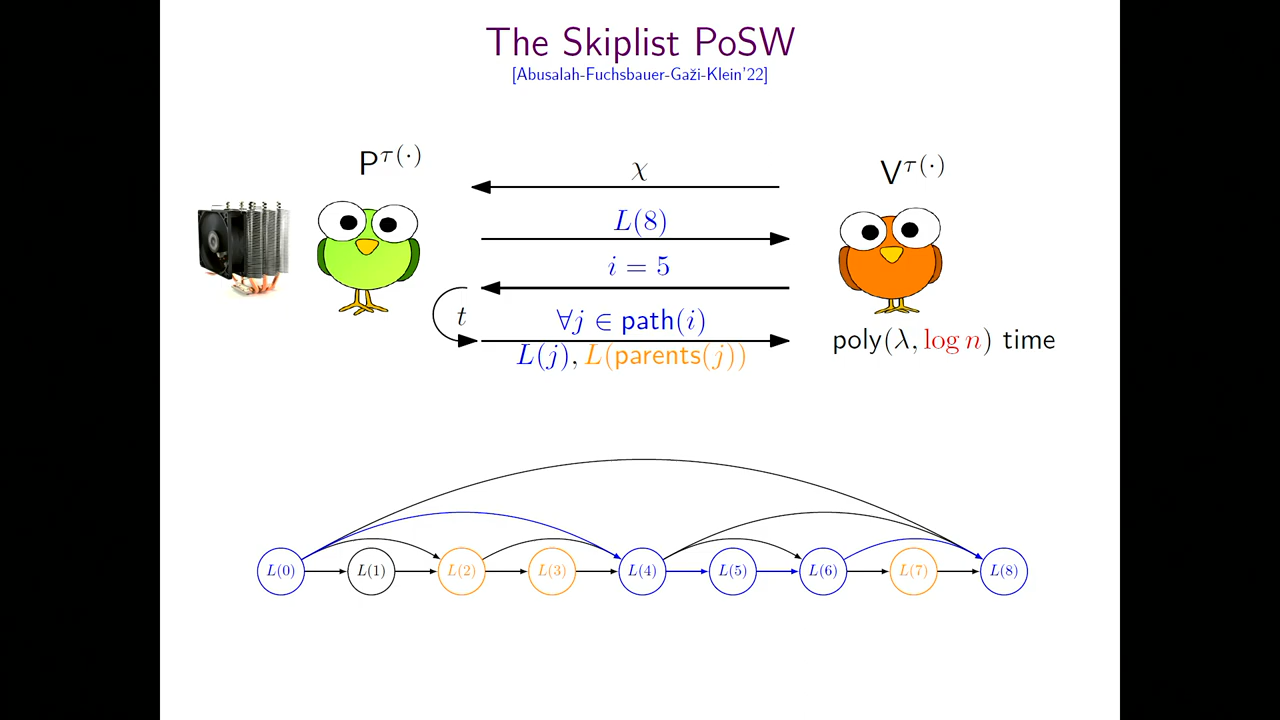 The Skiplist PoSW
[Abusalah-Fuchsbauer-Gaži-Klein'22]
P^τ(·)
χ
V^τ(·)
L(8)
i = 5
t
∀j ∈ path(i)
L(j), L(parents(j))
poly(λ, log n) time
L(0) L(1) L(2) L(3) L(4) L(5) L(6) L(7) L(8)